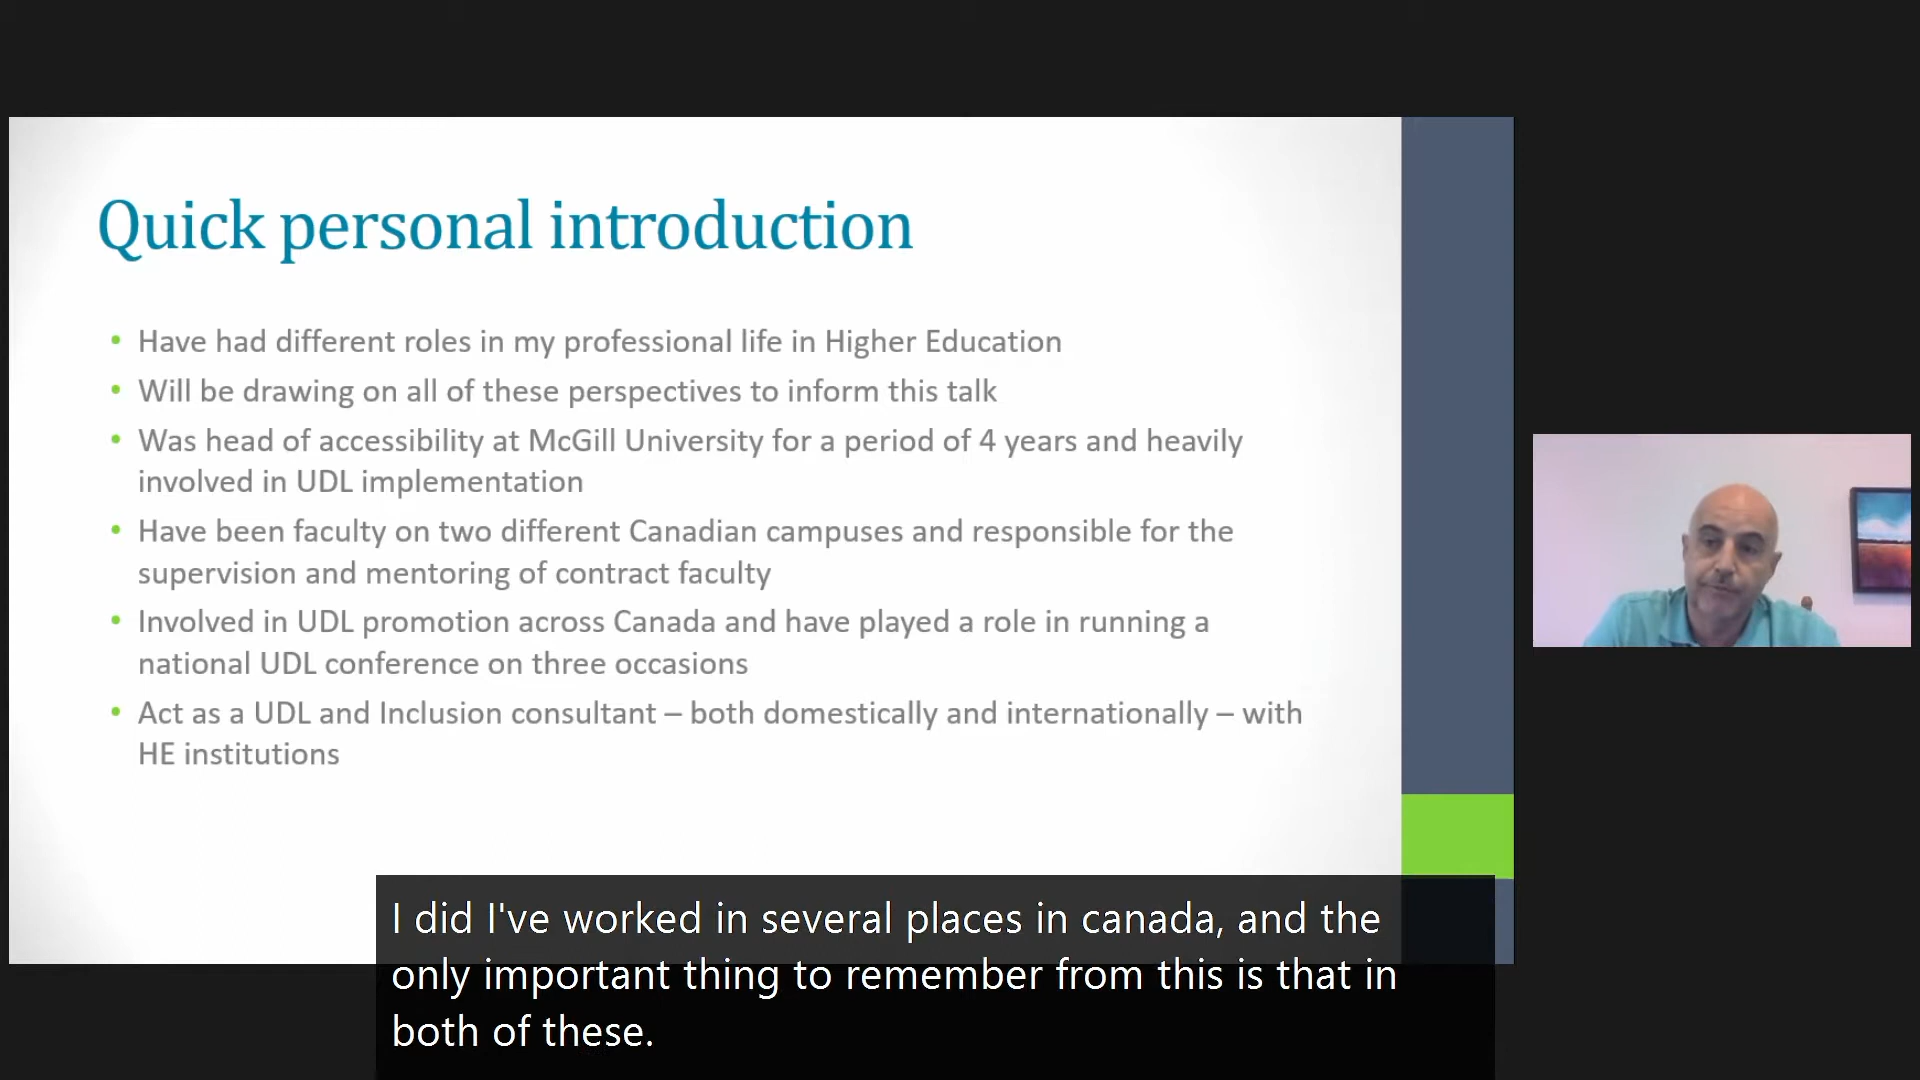 Quick personal introduction
• Have had different roles in my professional life in Higher Education
• Will be drawing on all of these perspectives to inform this talk
• Was head of accessibility at McGill University for a period of 4 years and heavily
involved in UDL implementation
• Have been faculty on two different Canadian campuses and responsible for the
supervision and mentoring of contract faculty
• Involved in UDL promotion across Canada and have played a role in running a
national UDL conference on three occasions
• Act as a UDL and Inclusion consultant – both domestically and internationally – with
HE institutions
I did I've worked in several places in canada, and the
only important thing to remember from this is that in
both of these.